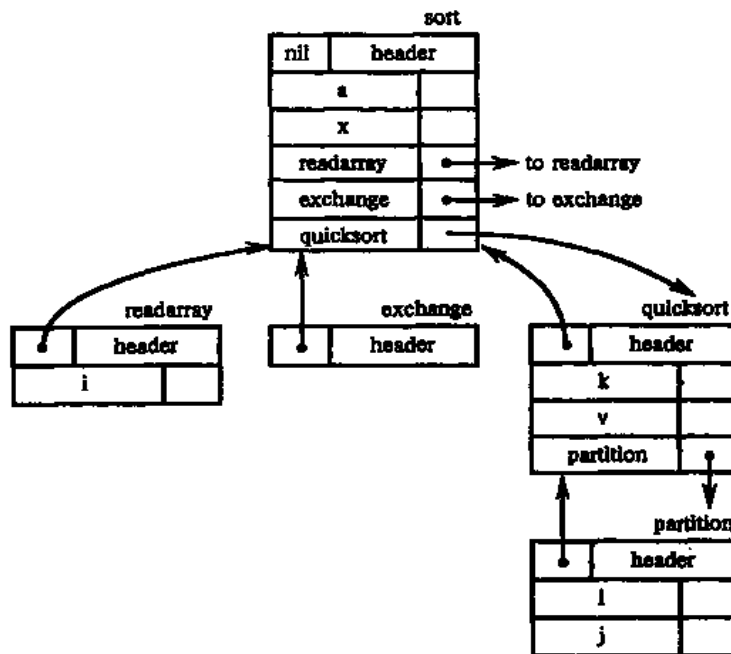 sort
nil header
a
x
readarray to readarray
exchange to exchange
quicksort
readarray
header
i
exchange
header
quicksort
header
k
v
partition
partition
header
i
j